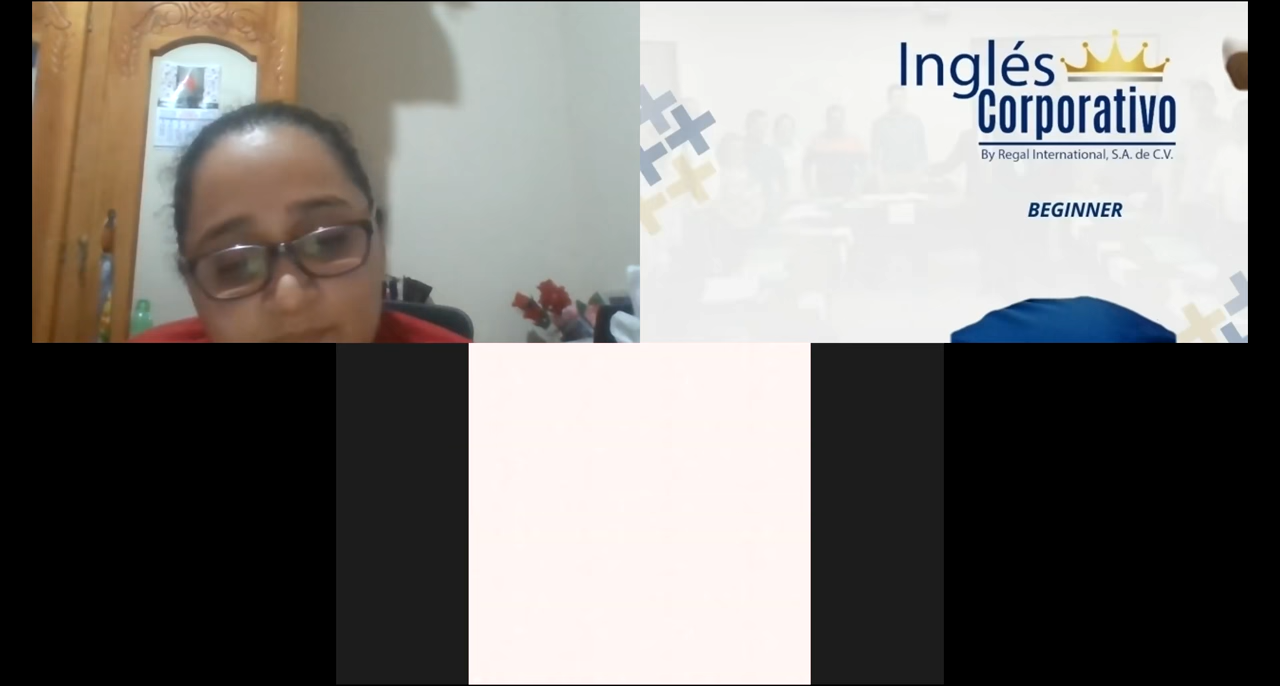 Inglés
Corporativo
By Regal International, S.A. de C.V.
BEGINNER